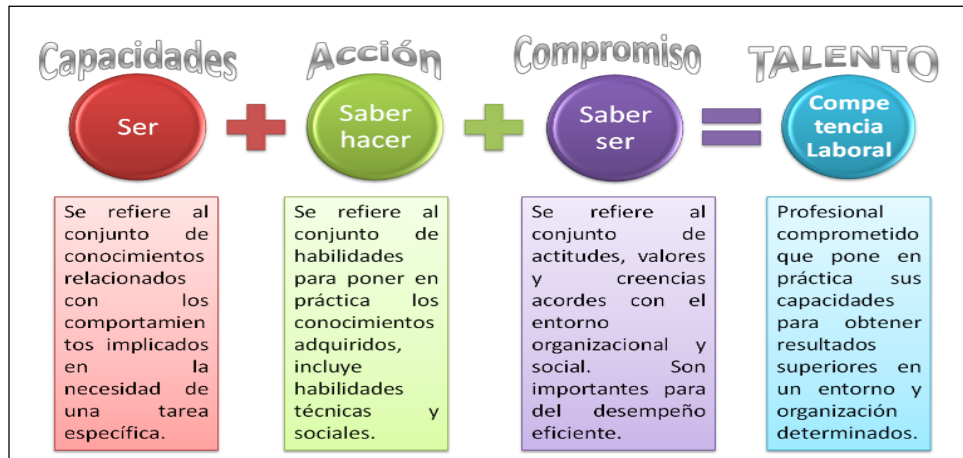 Capacidades
Acción
Compromiso
TALENTO
Ser
Saber
hacer
Saber
ser
Compe
tencia
Laboral
Se refiere al
conjunto de
conocimientos
relacionados
con los
comportamien
tos implicados
en la
necesidad de
una tarea
específica.
Se refiere al
conjunto de
habilidades
para poner en
práctica los
conocimientos
adquiridos,
incluye
habilidades
técnicas y
sociales.
Se refiere al
conjunto de
actitudes, valores
y creencias
acordes con el
entorno
organizacional y
social. Son
importantes para
del desempeño
eficiente.
Profesional
comprometido
que pone en
práctica sus
capacidades
para obtener
resultados
superiores en
un entorno y
organización
determinados.